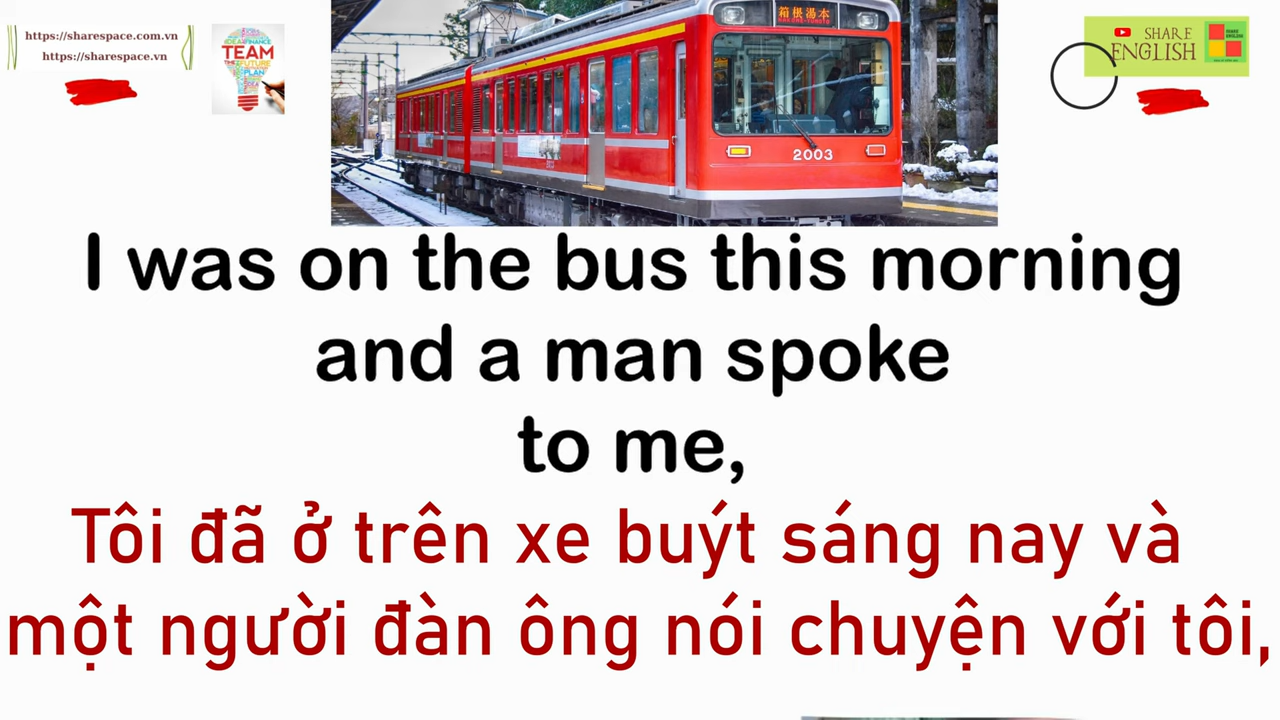 https://sharespace.com.vn
https://sharespace.vn
TEAM
PLAN
箱根湯本
HAKONE-YUMOTO
2003
SHARE
ENGLISH
I was on the bus this morning
and a man spoke
to me,
Tôi đã ở trên xe buýt sáng nay và
một người đàn ông nói chuyện với tôi,